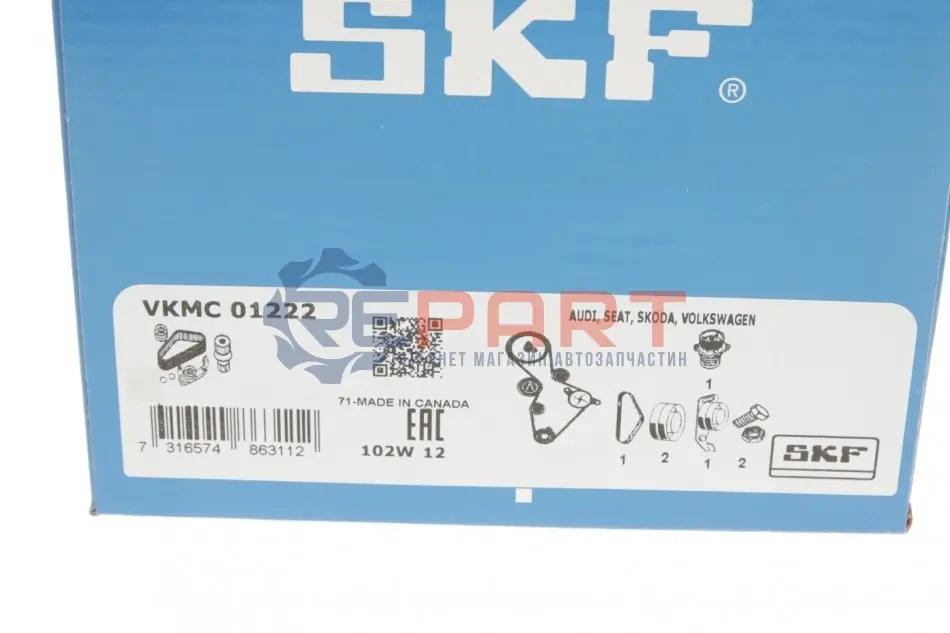 SKF®
VKMC 01222
AUDI, SEAT, SKODA, VOLKSWAGEN
REPART
НЕТ МАГАЗИН АВТОЗАПЧАСТИН
1
71-MADE IN CANADA
EAC
102W 12
7 316574 863112
1 2 1 2
SKF